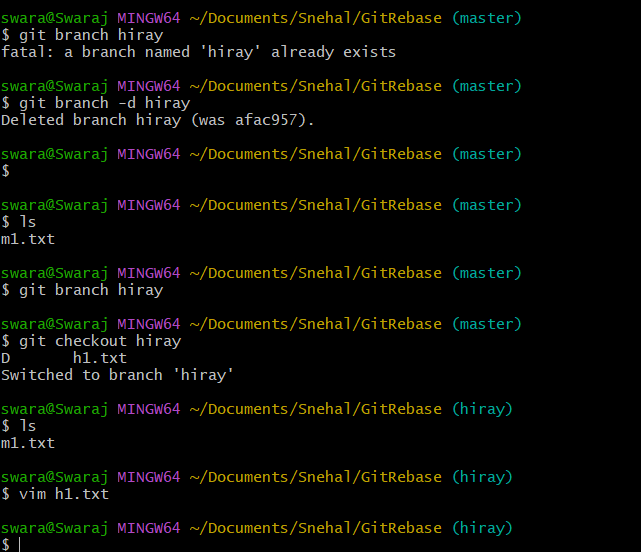 swara@Swaraj MINGW64 ~/Documents/Snehal/GitRebase (master)
$ git branch hiray
fatal: a branch named 'hiray' already exists
swara@Swaraj MINGW64 ~/Documents/Snehal/GitRebase (master)
$ git branch -d hiray
Deleted branch hiray (was afac957).
swara@Swaraj MINGW64 ~/Documents/Snehal/GitRebase (master)
$
swara@Swaraj MINGW64 ~/Documents/Snehal/GitRebase (master)
$ ls
m1.txt
swara@Swaraj MINGW64 ~/Documents/Snehal/GitRebase (master)
$ git branch hiray
swara@Swaraj MINGW64 ~/Documents/Snehal/GitRebase (master)
$ git checkout hiray
D       h1.txt
Switched to branch 'hiray'
swara@Swaraj MINGW64 ~/Documents/Snehal/GitRebase (hiray)
$ ls
m1.txt
swara@Swaraj MINGW64 ~/Documents/Snehal/GitRebase (hiray)
$ vim h1.txt
swara@Swaraj MINGW64 ~/Documents/Snehal/GitRebase (hiray)
$